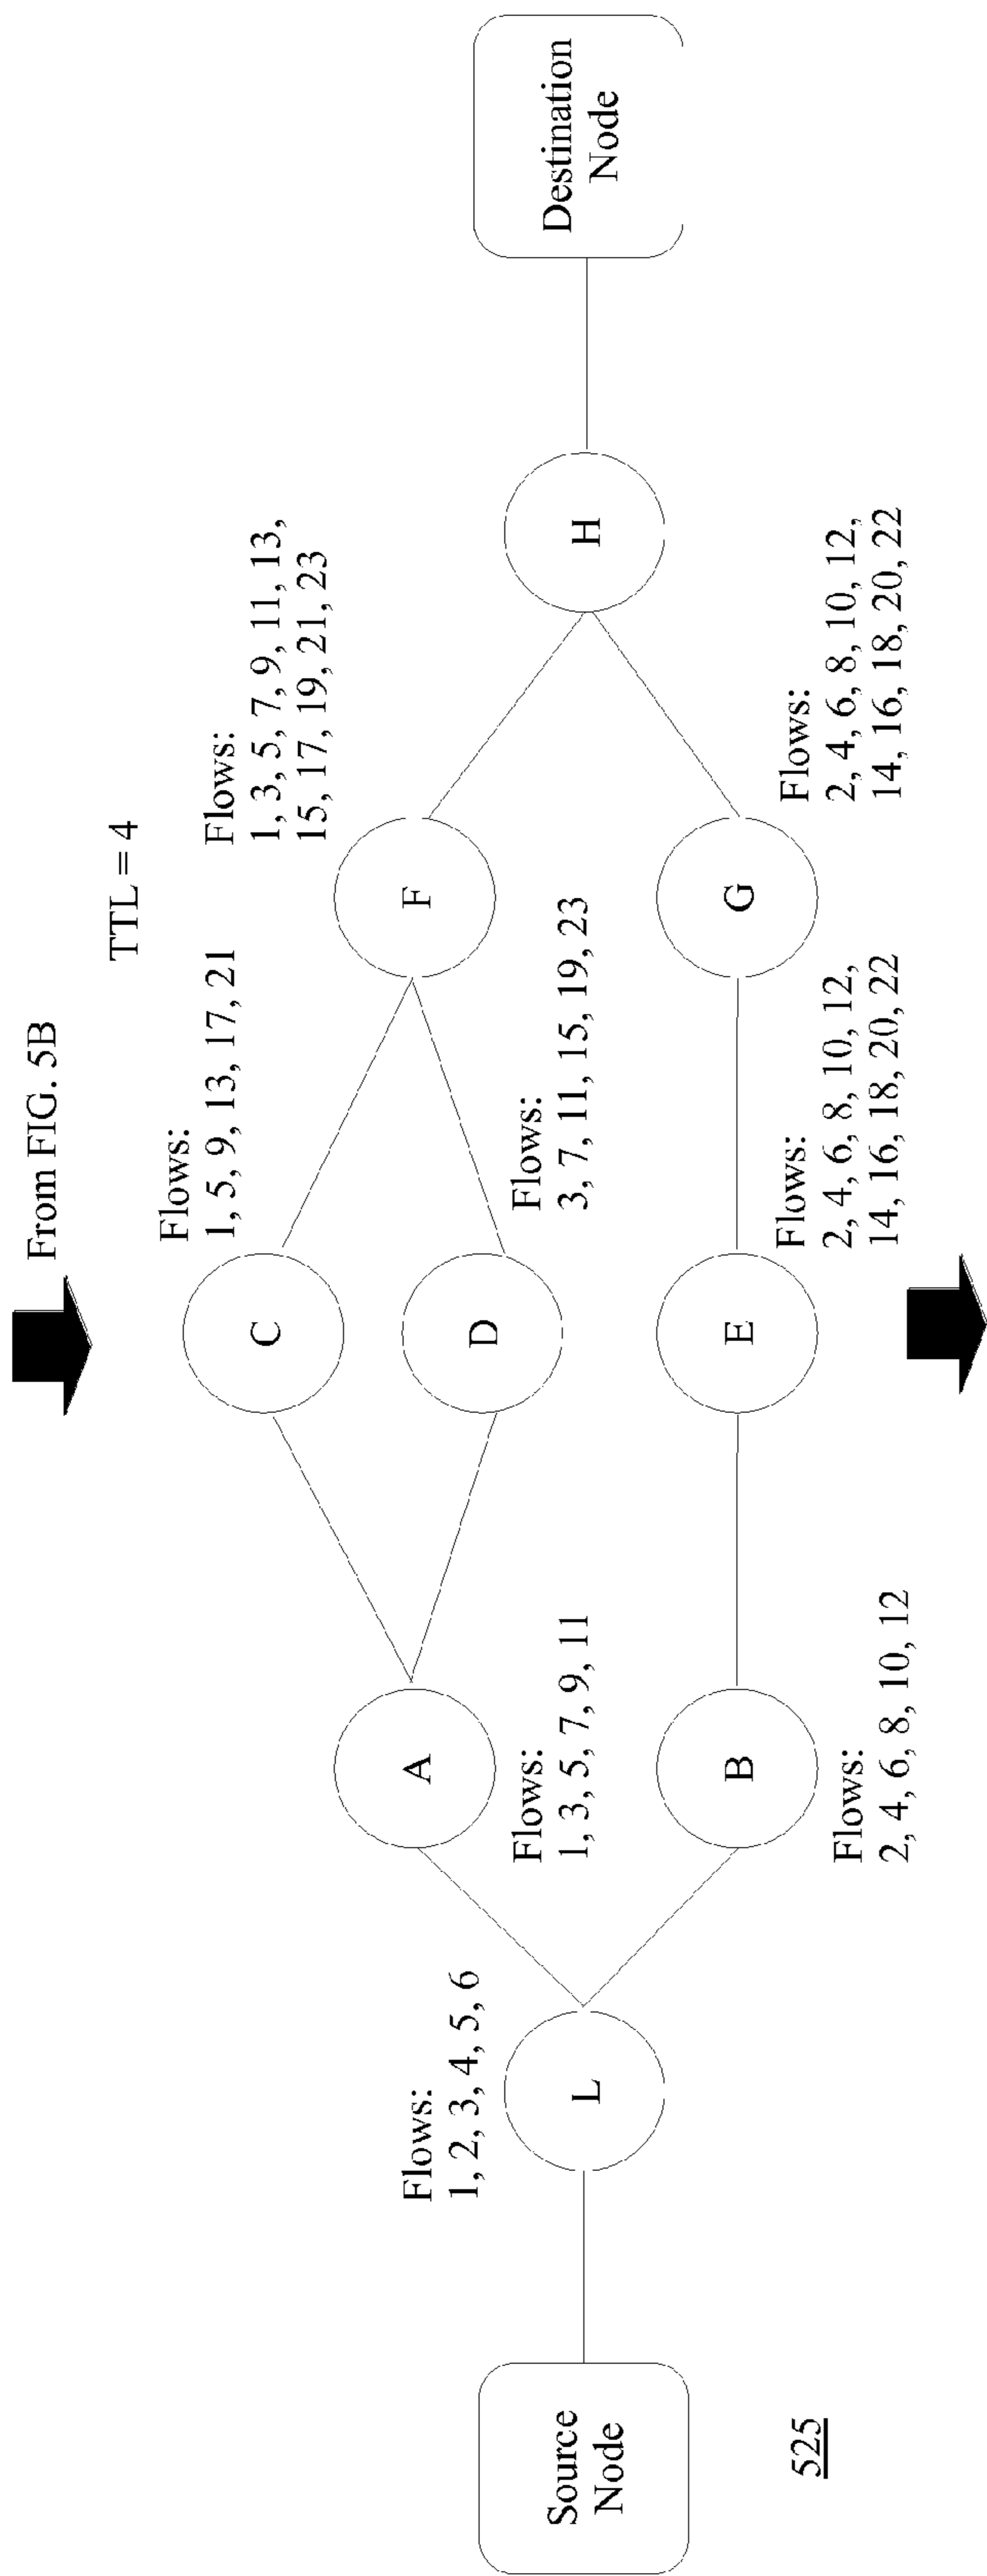 From FIG. 5B
TTL = 4
Source
Node
Flows:
1, 2, 3, 4, 5, 6
L
A
Flows:
1, 3, 5, 7, 9, 11
B
Flows:
2, 4, 6, 8, 10, 12
C
Flows:
1, 5, 9, 13, 17, 21
D
Flows:
3, 7, 11, 15, 19, 23
E
Flows:
2, 4, 6, 8, 10, 12,
14, 16, 18, 20, 22
F
Flows:
1, 3, 5, 7, 9, 11, 13,
15, 17, 19, 21, 23
G
Flows:
2, 4, 6, 8, 10, 12,
14, 16, 18, 20, 22
H
Destination
Node
525